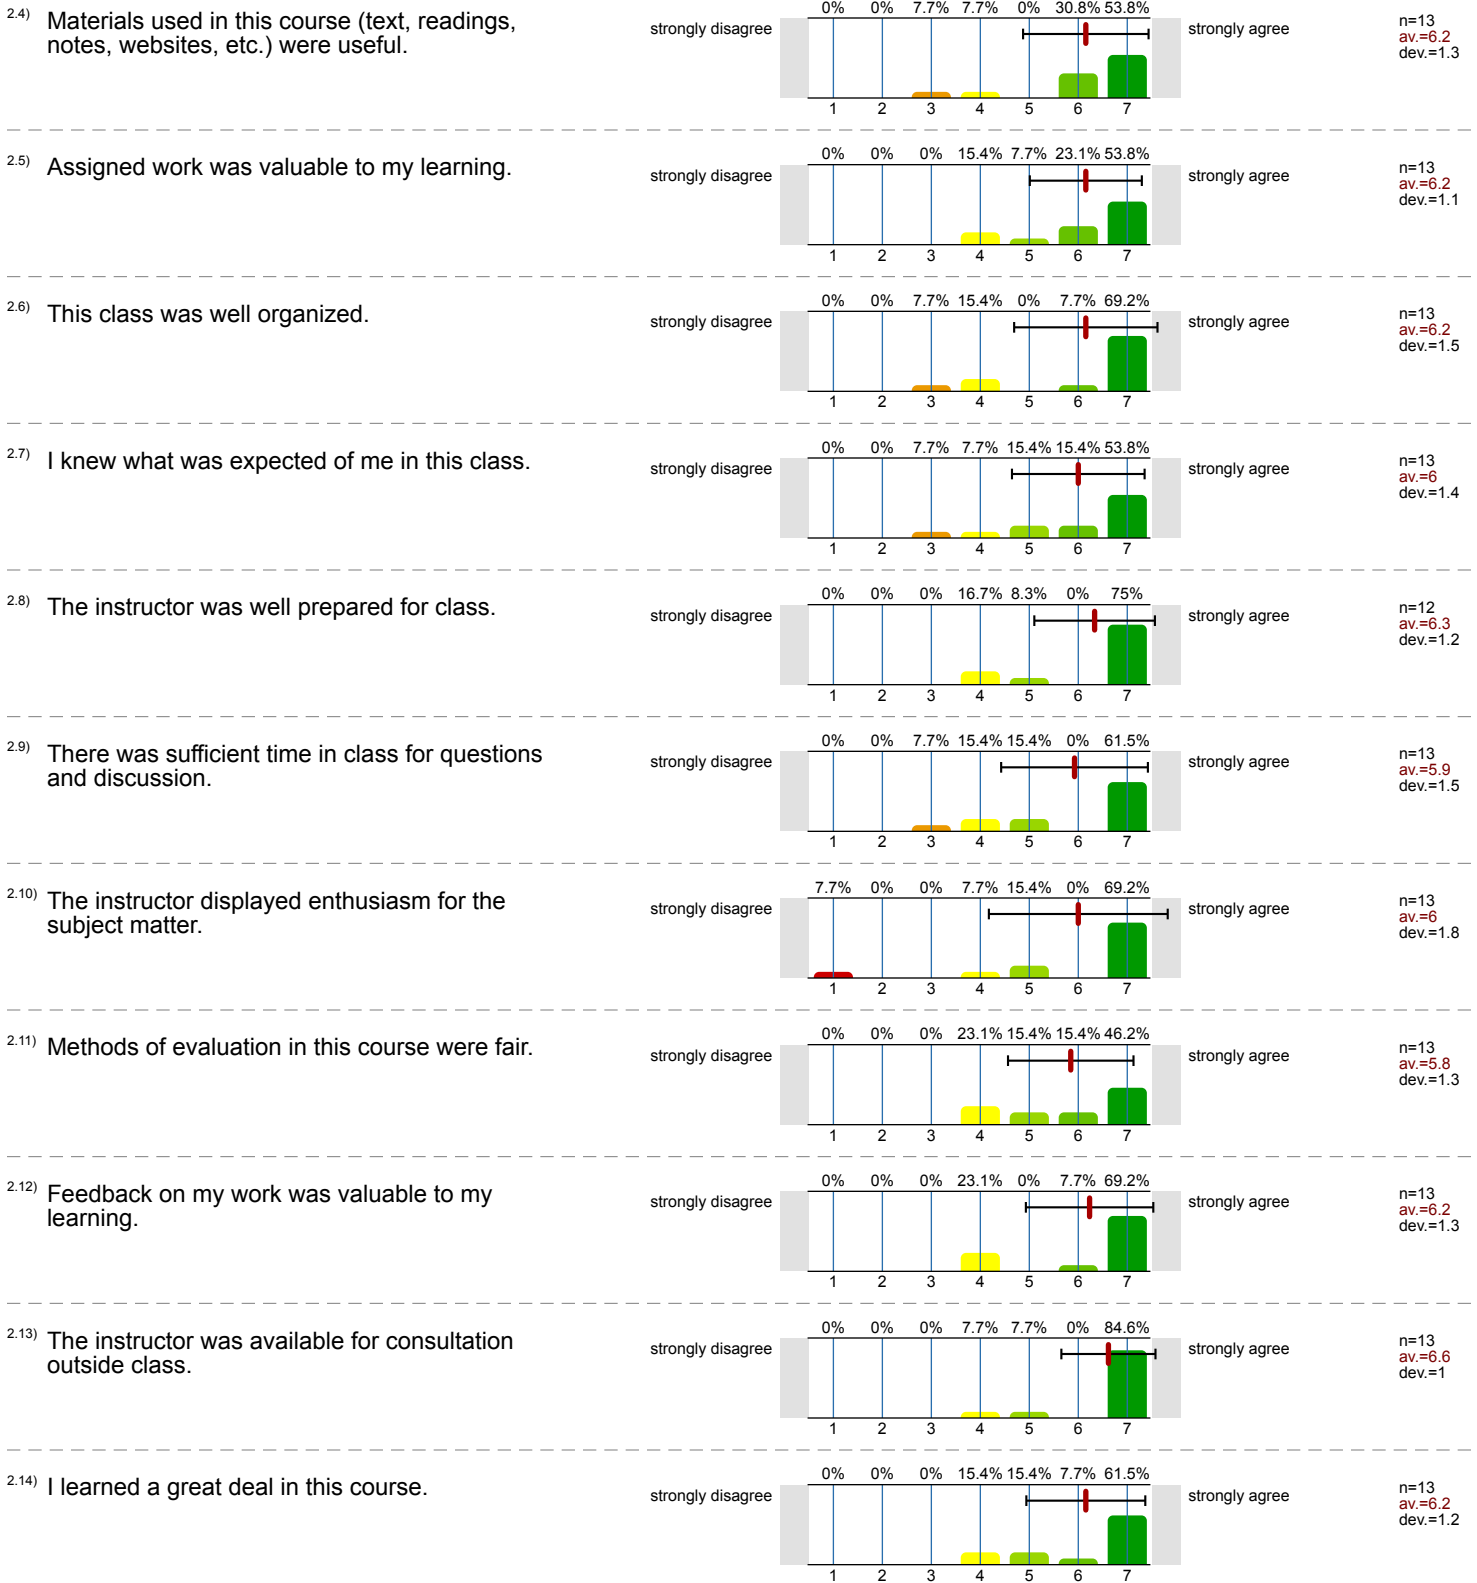 2.4) Materials used in this course (text, readings,
notes, websites, etc.) were useful.
0% 0% 7.7% 7.7% 0% 30.8% 53.8%
strongly disagree strongly agree
1 2 3 4 5 6 7
n=13
av.=6.2
dev.=1.3
2.5) Assigned work was valuable to my learning.
0% 0% 0% 15.4% 7.7% 23.1% 53.8%
strongly disagree strongly agree
1 2 3 4 5 6 7
n=13
av.=6.2
dev.=1.1
2.6) This class was well organized.
0% 0% 7.7% 15.4% 0% 7.7% 69.2%
strongly disagree strongly agree
1 2 3 4 5 6 7
n=13
av.=6.2
dev.=1.5
2.7) I knew what was expected of me in this class.
0% 0% 7.7% 7.7% 15.4% 15.4% 53.8%
strongly disagree strongly agree
1 2 3 4 5 6 7
n=13
av.=6
dev.=1.4
2.8) The instructor was well prepared for class.
0% 0% 0% 16.7% 8.3% 0% 75%
strongly disagree strongly agree
1 2 3 4 5 6 7
n=12
av.=6.3
dev.=1.2
2.9) There was sufficient time in class for questions
and discussion.
0% 0% 7.7% 15.4% 15.4% 0% 61.5%
strongly disagree strongly agree
1 2 3 4 5 6 7
n=13
av.=5.9
dev.=1.5
2.10) The instructor displayed enthusiasm for the
subject matter.
7.7% 0% 0% 7.7% 15.4% 0% 69.2%
strongly disagree strongly agree
1 2 3 4 5 6 7
n=13
av.=6
dev.=1.8
2.11) Methods of evaluation in this course were fair.
0% 0% 0% 23.1% 15.4% 15.4% 46.2%
strongly disagree strongly agree
1 2 3 4 5 6 7
n=13
av.=5.8
dev.=1.3
2.12) Feedback on my work was valuable to my
learning.
0% 0% 0% 23.1% 0% 7.7% 69.2%
strongly disagree strongly agree
1 2 3 4 5 6 7
n=13
av.=6.2
dev.=1.3
2.13) The instructor was available for consultation
outside class.
0% 0% 0% 7.7% 7.7% 0% 84.6%
strongly disagree strongly agree
1 2 3 4 5 6 7
n=13
av.=6.6
dev.=1
2.14) I learned a great deal in this course.
0% 0% 0% 15.4% 15.4% 7.7% 61.5%
strongly disagree strongly agree
1 2 3 4 5 6 7
n=13
av.=6.2
dev.=1.2